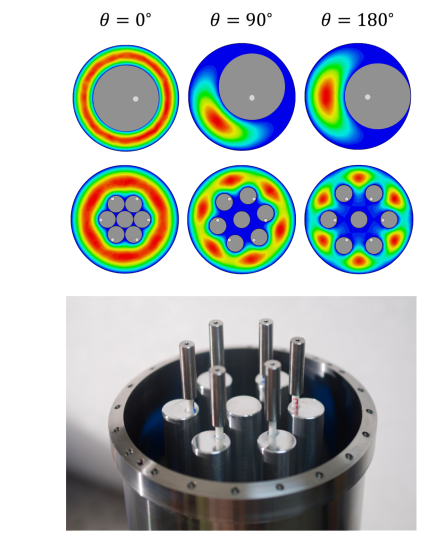 θ = 0°
θ = 90°
θ = 180°